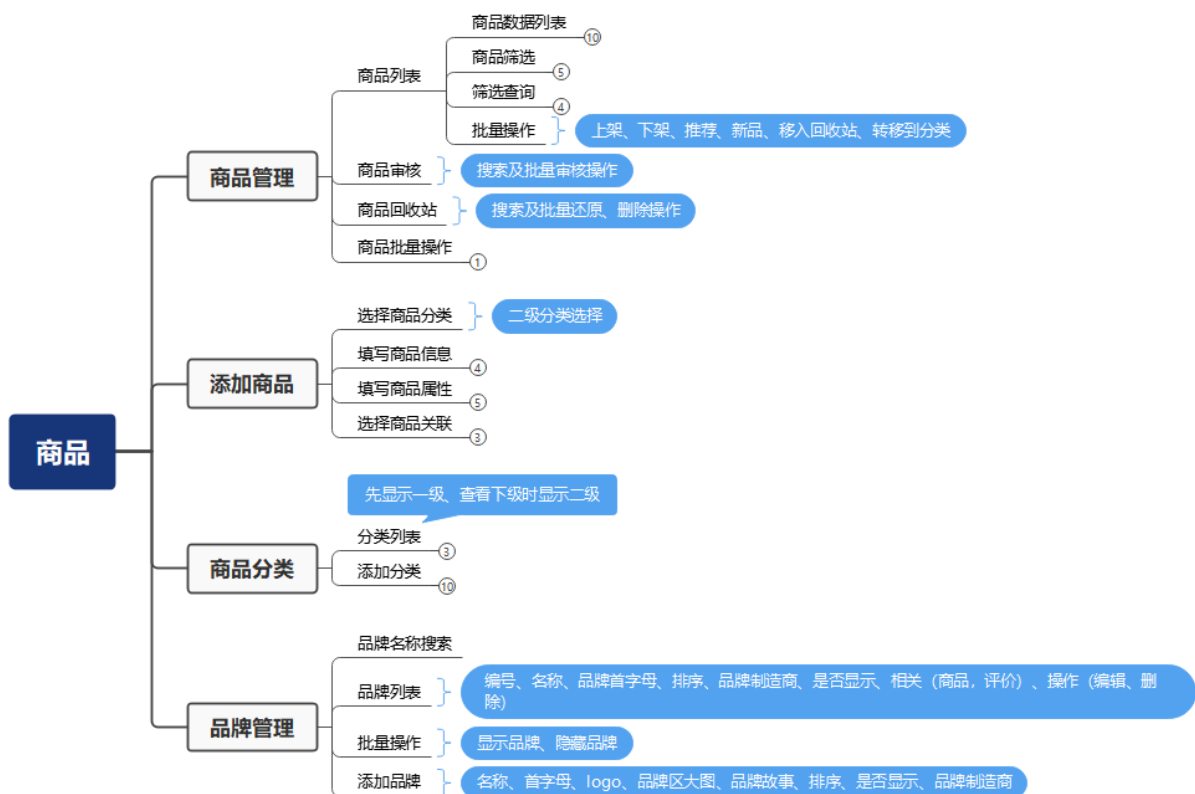 商品
商品管理
商品列表
商品数据列表
10
商品筛选
5
筛选查询
4
批量操作
上架、下架、推荐、新品、移入回收站、转移到分类
商品审核
搜索及批量审核操作
商品回收站
搜索及批量还原、删除操作
商品批量操作
1
添加商品
选择商品分类
二级分类选择
填写商品信息
4
填写商品属性
5
选择商品关联
3
商品分类
先显示一级、查看下级时显示二级
分类列表
3
添加分类
10
品牌管理
品牌名称搜索
品牌列表
编号、名称、品牌首字母、排序、品牌制造商、是否显示、相关（商品，评价）、操作（编辑、删
除）
批量操作
显示品牌、隐藏品牌
添加品牌
名称、首字母、logo、品牌区大图、品牌故事、排序、是否显示、品牌制造商